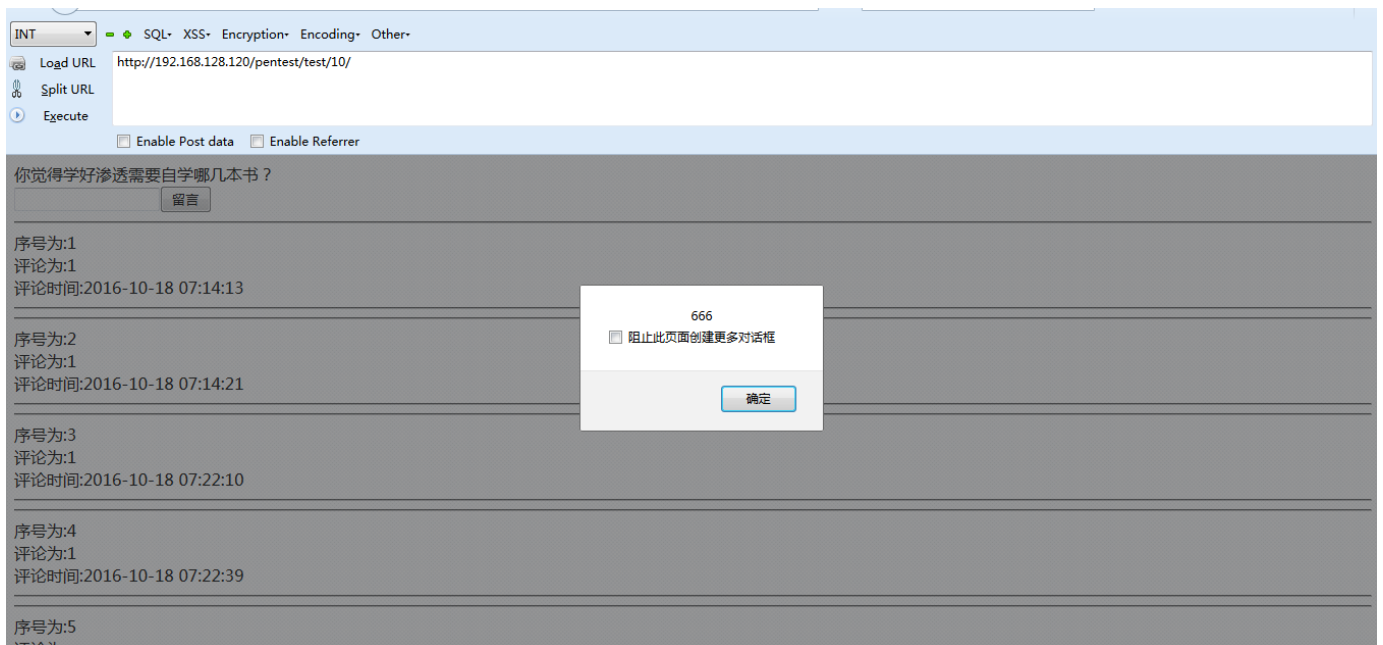 INT SQL▾ XSS▾ Encryption▾ Encoding▾ Other▾
Load URL http://192.168.128.120/pentest/test/10/
Split URL
Execute
Enable Post data Enable Referrer
你觉得学好渗透需要自学哪几本书？
留言
序号为:1
评论为:1
评论时间:2016-10-18 07:14:13
666
阻止此页面创建更多对话框
确定
序号为:2
评论为:1
评论时间:2016-10-18 07:14:21
序号为:3
评论为:1
评论时间:2016-10-18 07:22:10
序号为:4
评论为:1
评论时间:2016-10-18 07:22:39
序号为:5